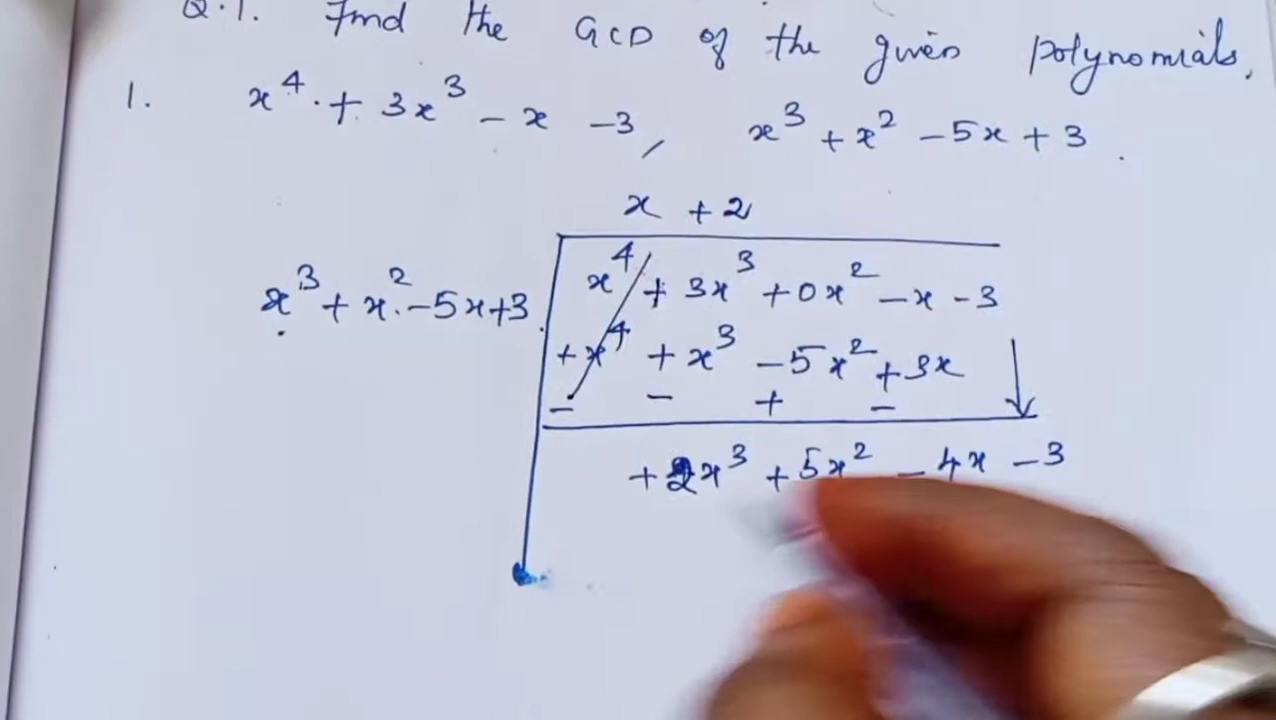 Q.1. Find the GCD of the given polynomials.
1. x⁴ + 3x³ - x - 3, x³ + x² - 5x + 3.
x + 2
x³ + x² - 5x + 3 x⁴ + 3x³ + 0x² - x - 3
+ x⁴ + x³ - 5x² + 3x
- - + -
+ 2x³ + 5x² - 4x - 3